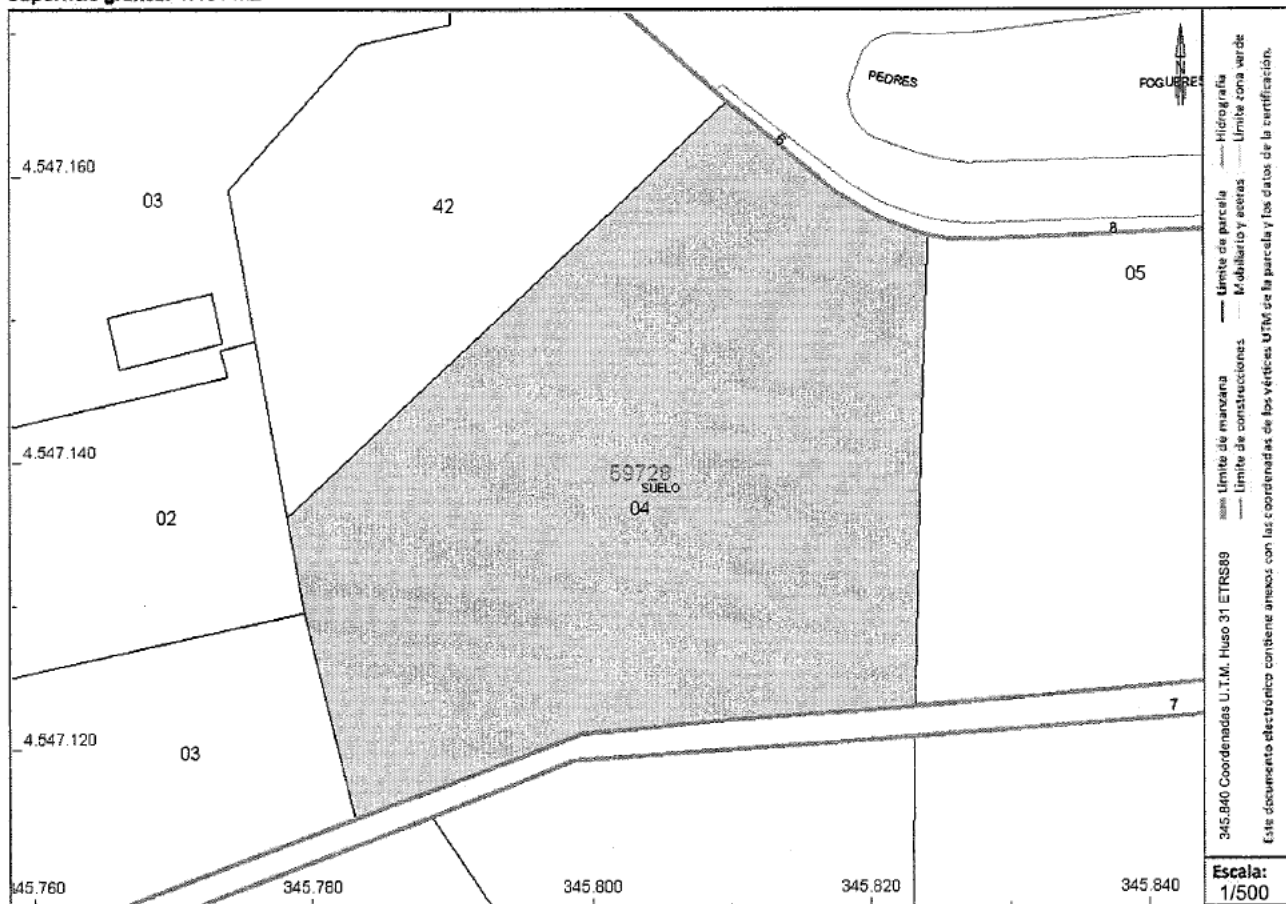 PEDRES
FOGUERES
6
4.547.160
03
42
8
05
4.547.140
59728
SUELO
02
04
7
4.547.120
03
345.780
345.800
345.820
345.840
Límite de manzana
Límite de parcela
Hidrografía
Límite de construcciones
Mobiliario y aceras
Límite zona verde
345.840 Coordenadas U.T.M. Huso 31 ETRS89
Este documento electrónico contiene anexos con las coordenadas de los vértices UTM de la parcela y los datos de la certificación.
Escala:
1/500